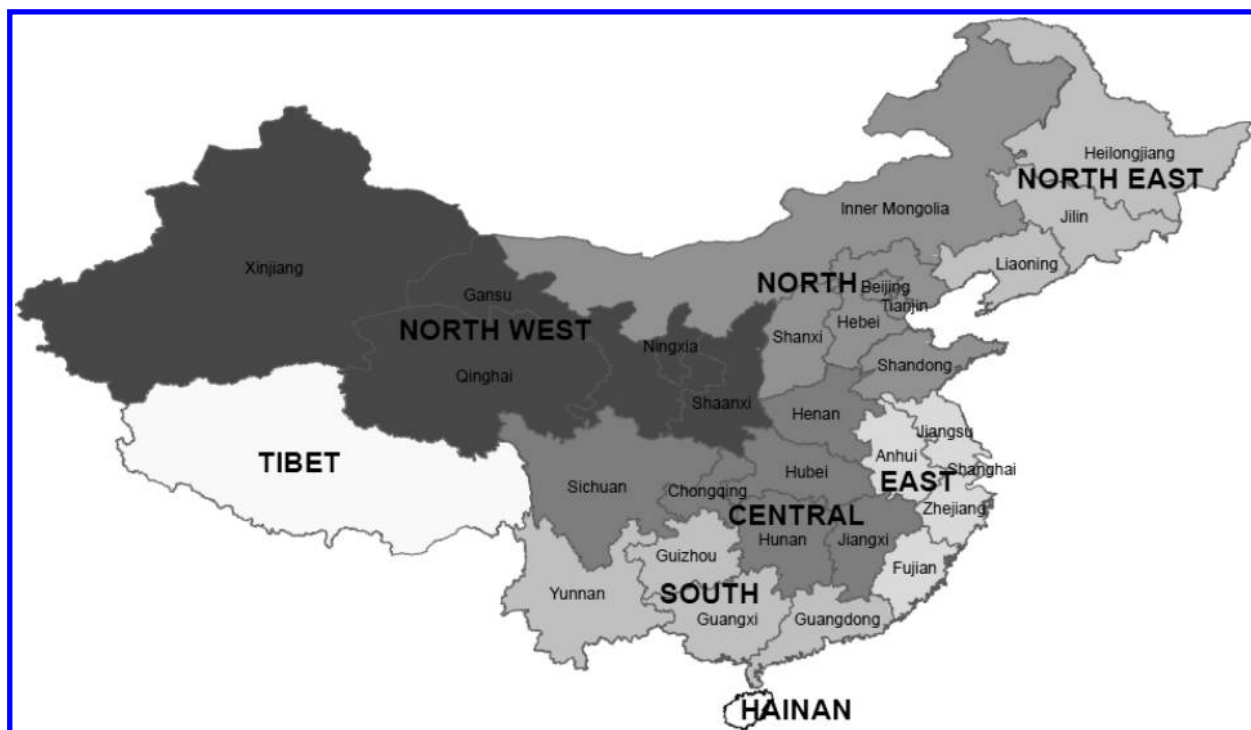 Heilongjiang
NORTH EAST
Inner Mongolia
Jilin
Xinjiang
Liaoning
Gansu
NORTH
Beijing
Tianjin
NORTH WEST
Shanxi
Hebei
Ningxia
Qinghai
Shandong
Shaanxi
Henan
Jiangsu
TIBET
Anhui
Sichuan
Hubei
Shanghai
Chongqing
EAST
CENTRAL
Zhejiang
Hunan
Jiangxi
Guizhou
Fujian
Yunnan
SOUTH
Guangxi
Guangdong
HAINAN